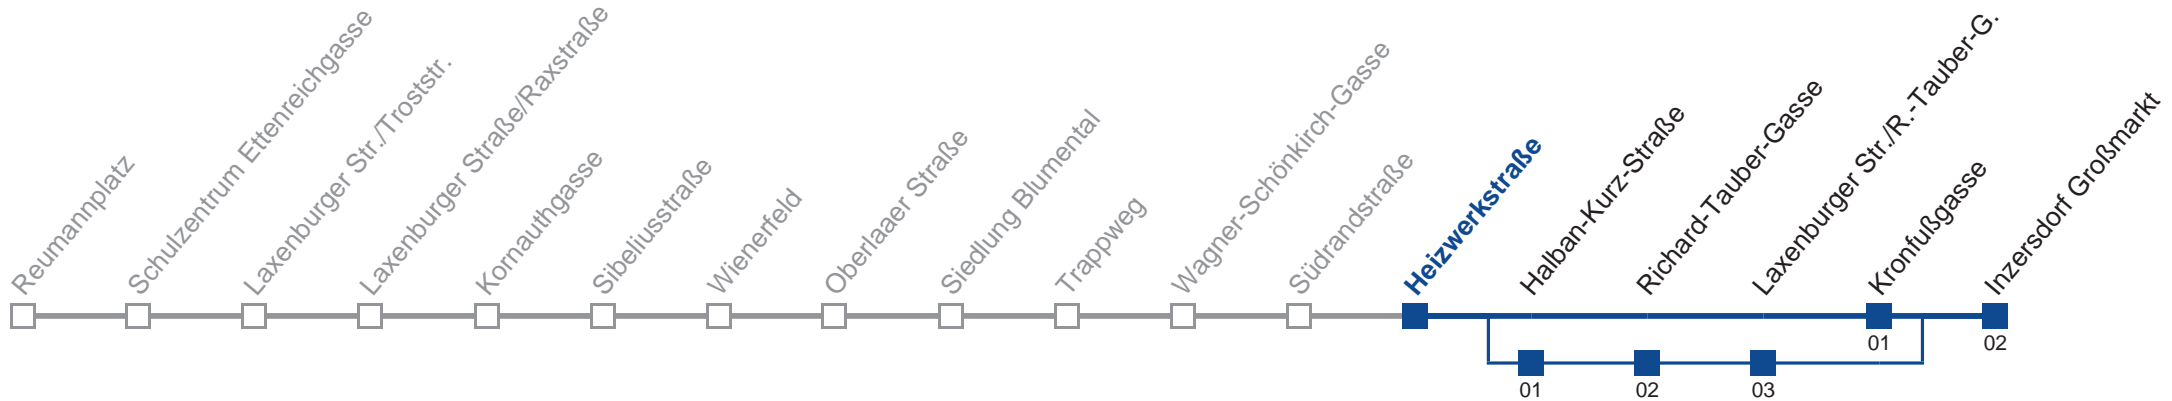 Reumannplatz
Schulzentrum Ettenreichgasse
Laxenburger Str./Troststr.
Laxenburger Straße/Raxstraße
Kornauthgasse
Sibeliusstraße
Wienerfeld
Oberlaaer Straße
Siedlung Blumental
Trappweg
Wagner-Schönkirch-Gasse
Südrandstraße
Heizwerkstraße
Halban-Kurz-Straße
Richard-Tauber-Gasse
Laxenburger Str./R.-Tauber-G.
Kronfußgasse
Inzersdorf Großmarkt
01
02
01
02
03